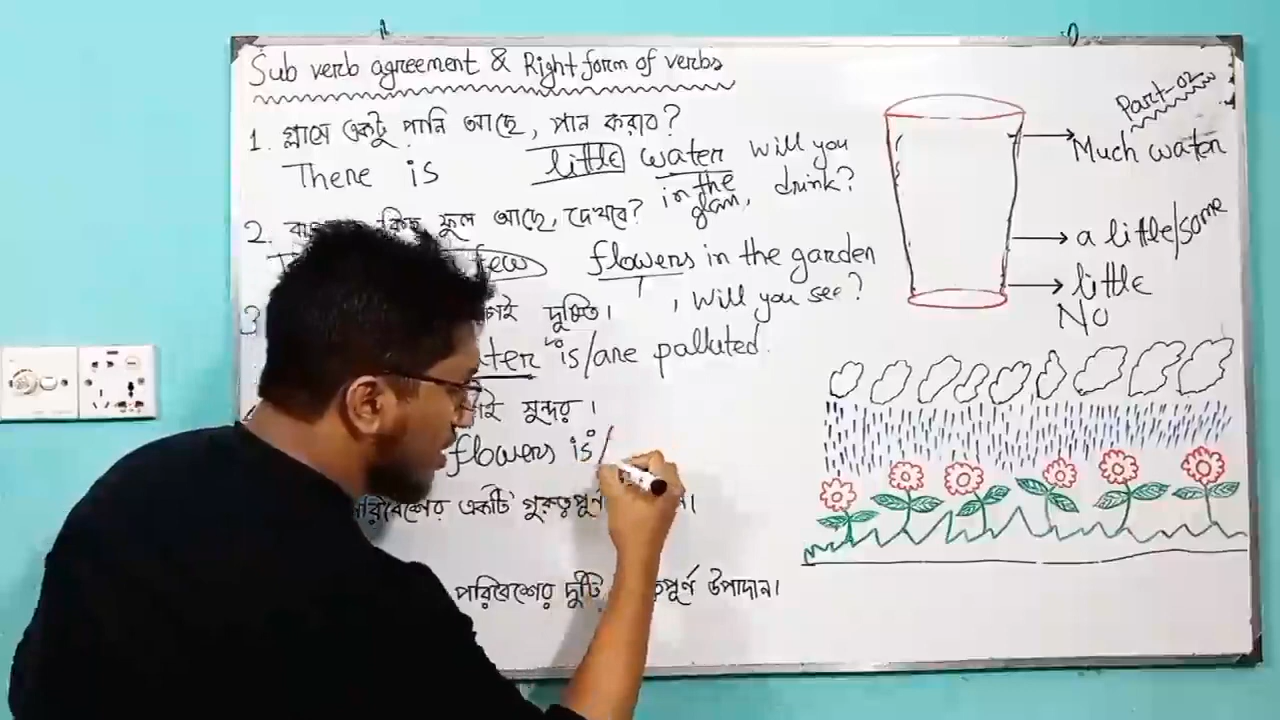 Sub verb agreement & Right form of verbs
Part-02
1. গ্লাসে একটু পানি আছে, পান করবে?
There is little water will you
in the glass, drink?
2. কিছু ফুল আছে, দেখবে?
few flowers in the garden
, will you see?
3 দূষিত।
is/are polluted.
সুন্দর।
flowers is/
একটি গুরুত্বপূর্ণ
পরিবেশের দুটি উপাদান।
Much water
a little/some
little
No